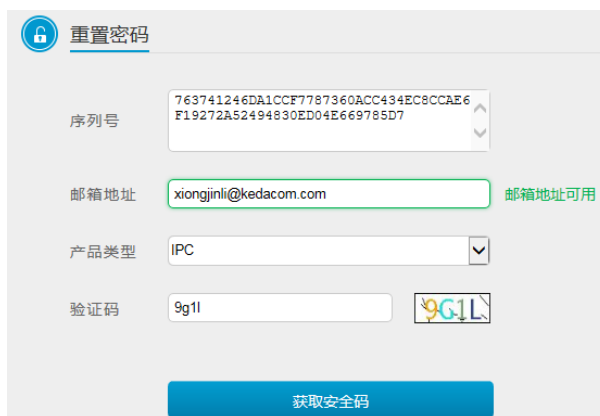 重置密码
序列号
763741246DA1CCF7787360ACC434EC8CCAE6
F19272A52494830ED04E669785D7
邮箱地址
xiongjinli@kedacom.com
邮箱地址可用
产品类型
IPC
验证码
9g1l
9G1L
获取安全码